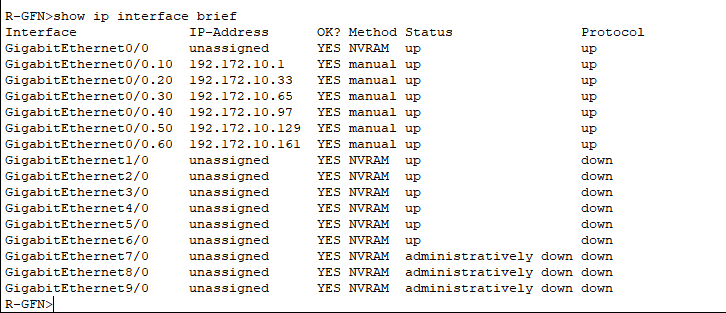 R-GFN>show ip interface brief
Interface              IP-Address      OK? Method Status                Protocol
GigabitEthernet0/0     unassigned      YES NVRAM  up                    up
GigabitEthernet0/0.10  192.172.10.1    YES manual up                    up
GigabitEthernet0/0.20  192.172.10.33   YES manual up                    up
GigabitEthernet0/0.30  192.172.10.65   YES manual up                    up
GigabitEthernet0/0.40  192.172.10.97   YES manual up                    up
GigabitEthernet0/0.50  192.172.10.129  YES manual up                    up
GigabitEthernet0/0.60  192.172.10.161  YES manual up                    up
GigabitEthernet1/0     unassigned      YES NVRAM  up                    down
GigabitEthernet2/0     unassigned      YES NVRAM  up                    down
GigabitEthernet3/0     unassigned      YES NVRAM  up                    down
GigabitEthernet4/0     unassigned      YES NVRAM  up                    down
GigabitEthernet5/0     unassigned      YES NVRAM  up                    down
GigabitEthernet6/0     unassigned      YES NVRAM  up                    down
GigabitEthernet7/0     unassigned      YES NVRAM  administratively down down
GigabitEthernet8/0     unassigned      YES NVRAM  administratively down down
GigabitEthernet9/0     unassigned      YES NVRAM  administratively down down
R-GFN>